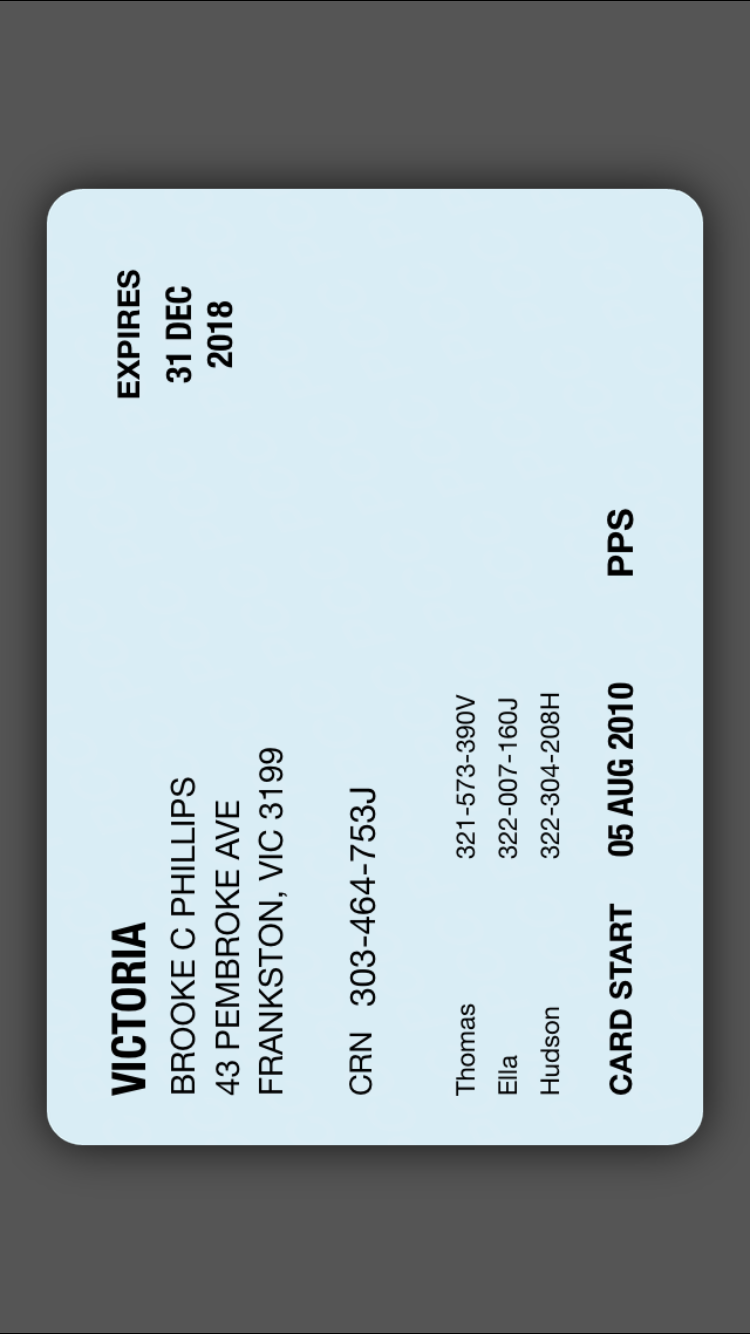 VICTORIA
EXPIRES
BROOKE C PHILLIPS
31 DEC
43 PEMBROKE AVE
2018
FRANKSTON, VIC 3199
CRN 303-464-753J
Thomas 321-573-390V
Ella 322-007-160J
Hudson 322-304-208H
CARD START 05 AUG 2010 PPS